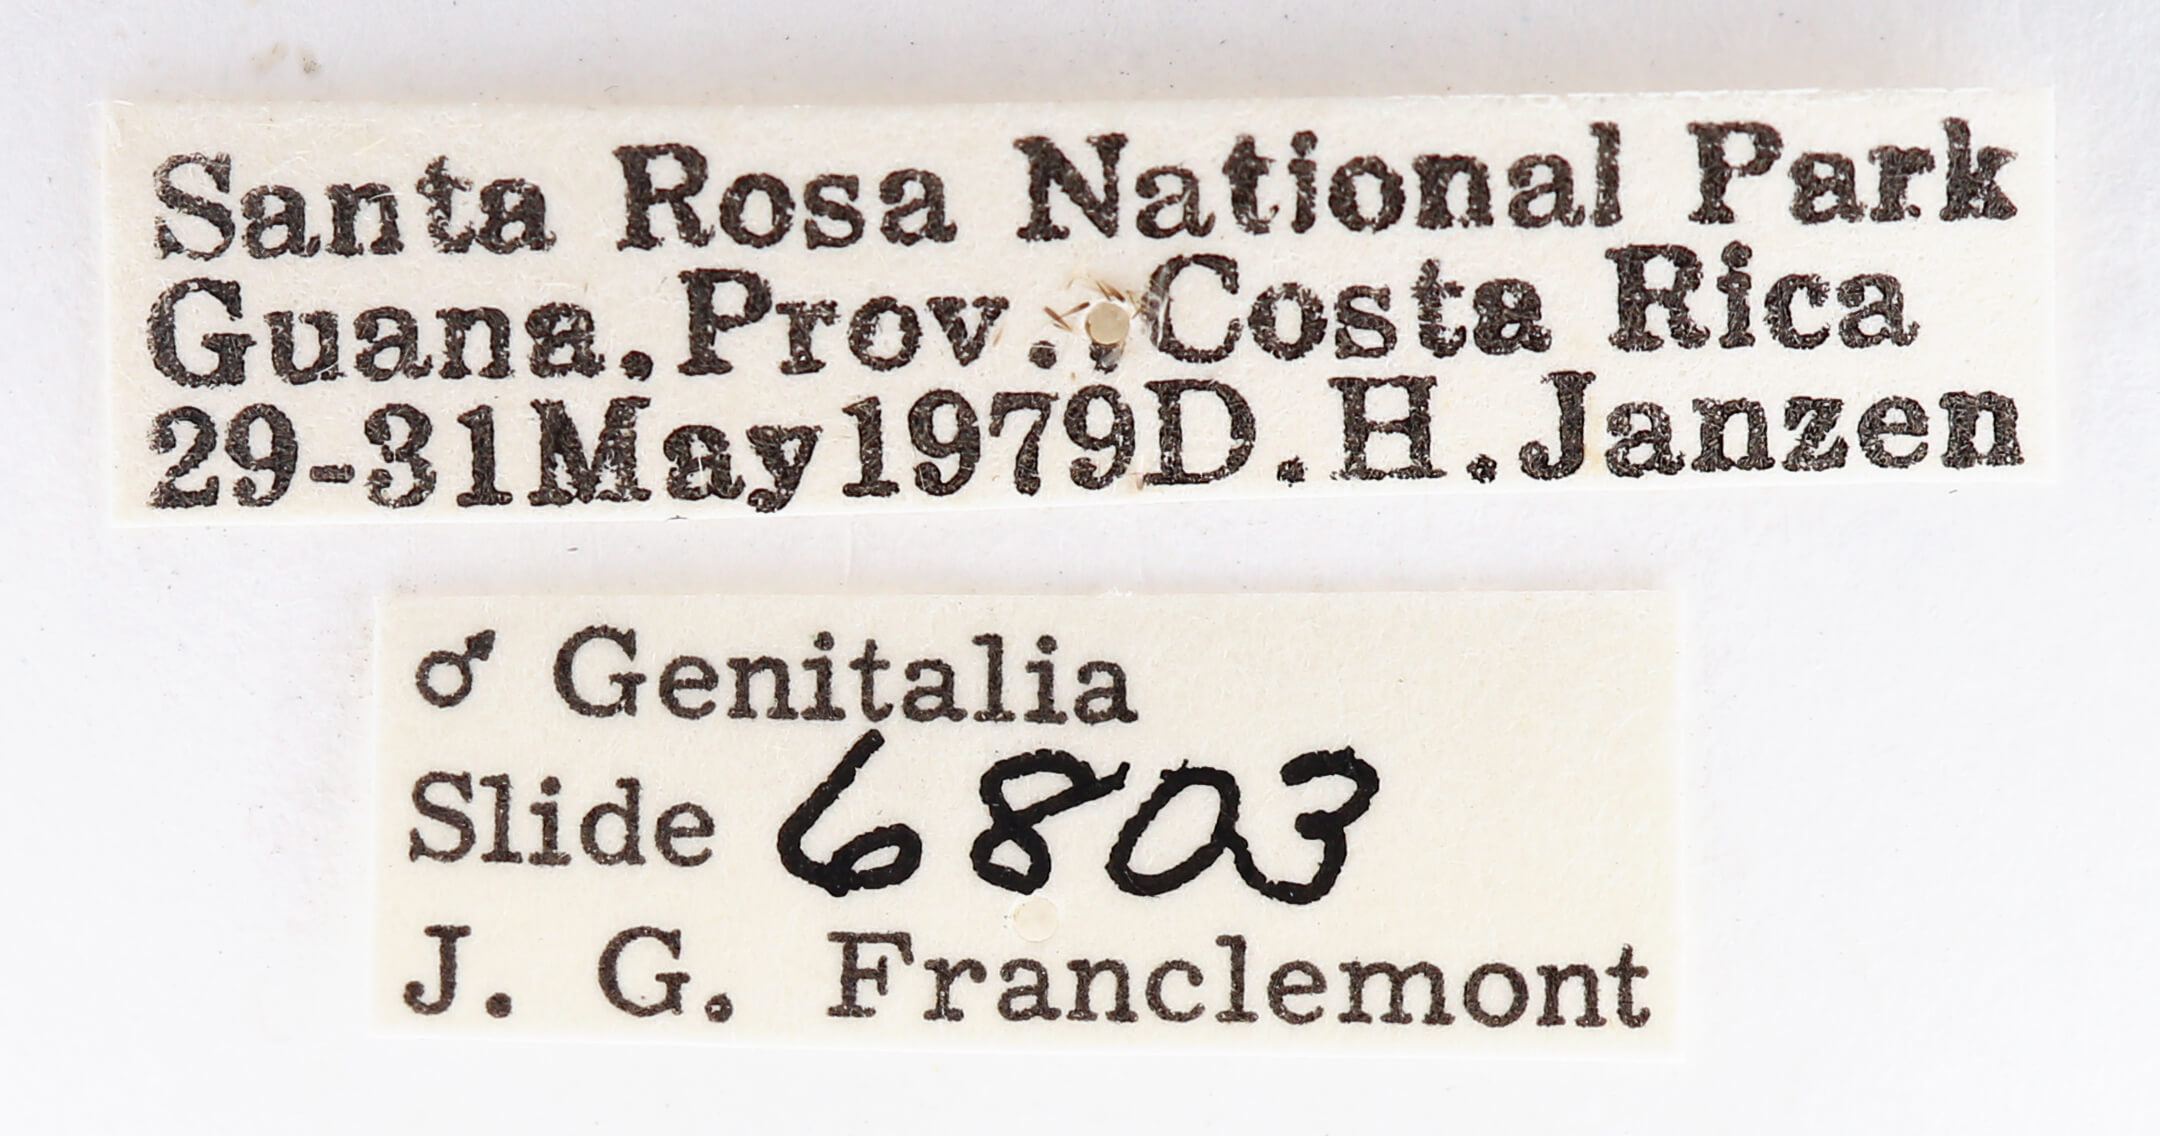 Santa Rosa National Park
Guana.Prov., Costa Rica
29-31May1979D.H.Janzen
♂ Genitalia
Slide 6803
J. G. Franclemont